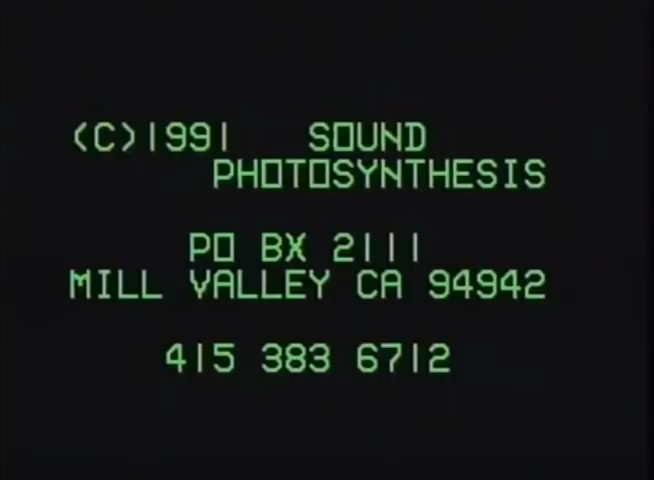 (C)1991 SOUND
PHOTOSYNTHESIS
PO BX 2111
MILL VALLEY CA 94942
415 383 6712